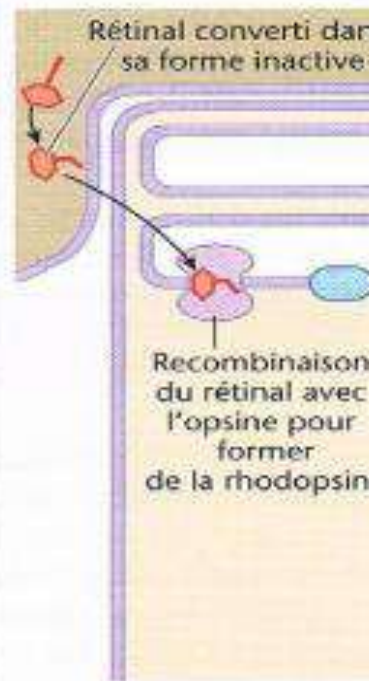 Rétinal converti dan
sa forme inactive
Recombinaison
du rétinal avec
l'opsine pour
former
de la rhodopsin